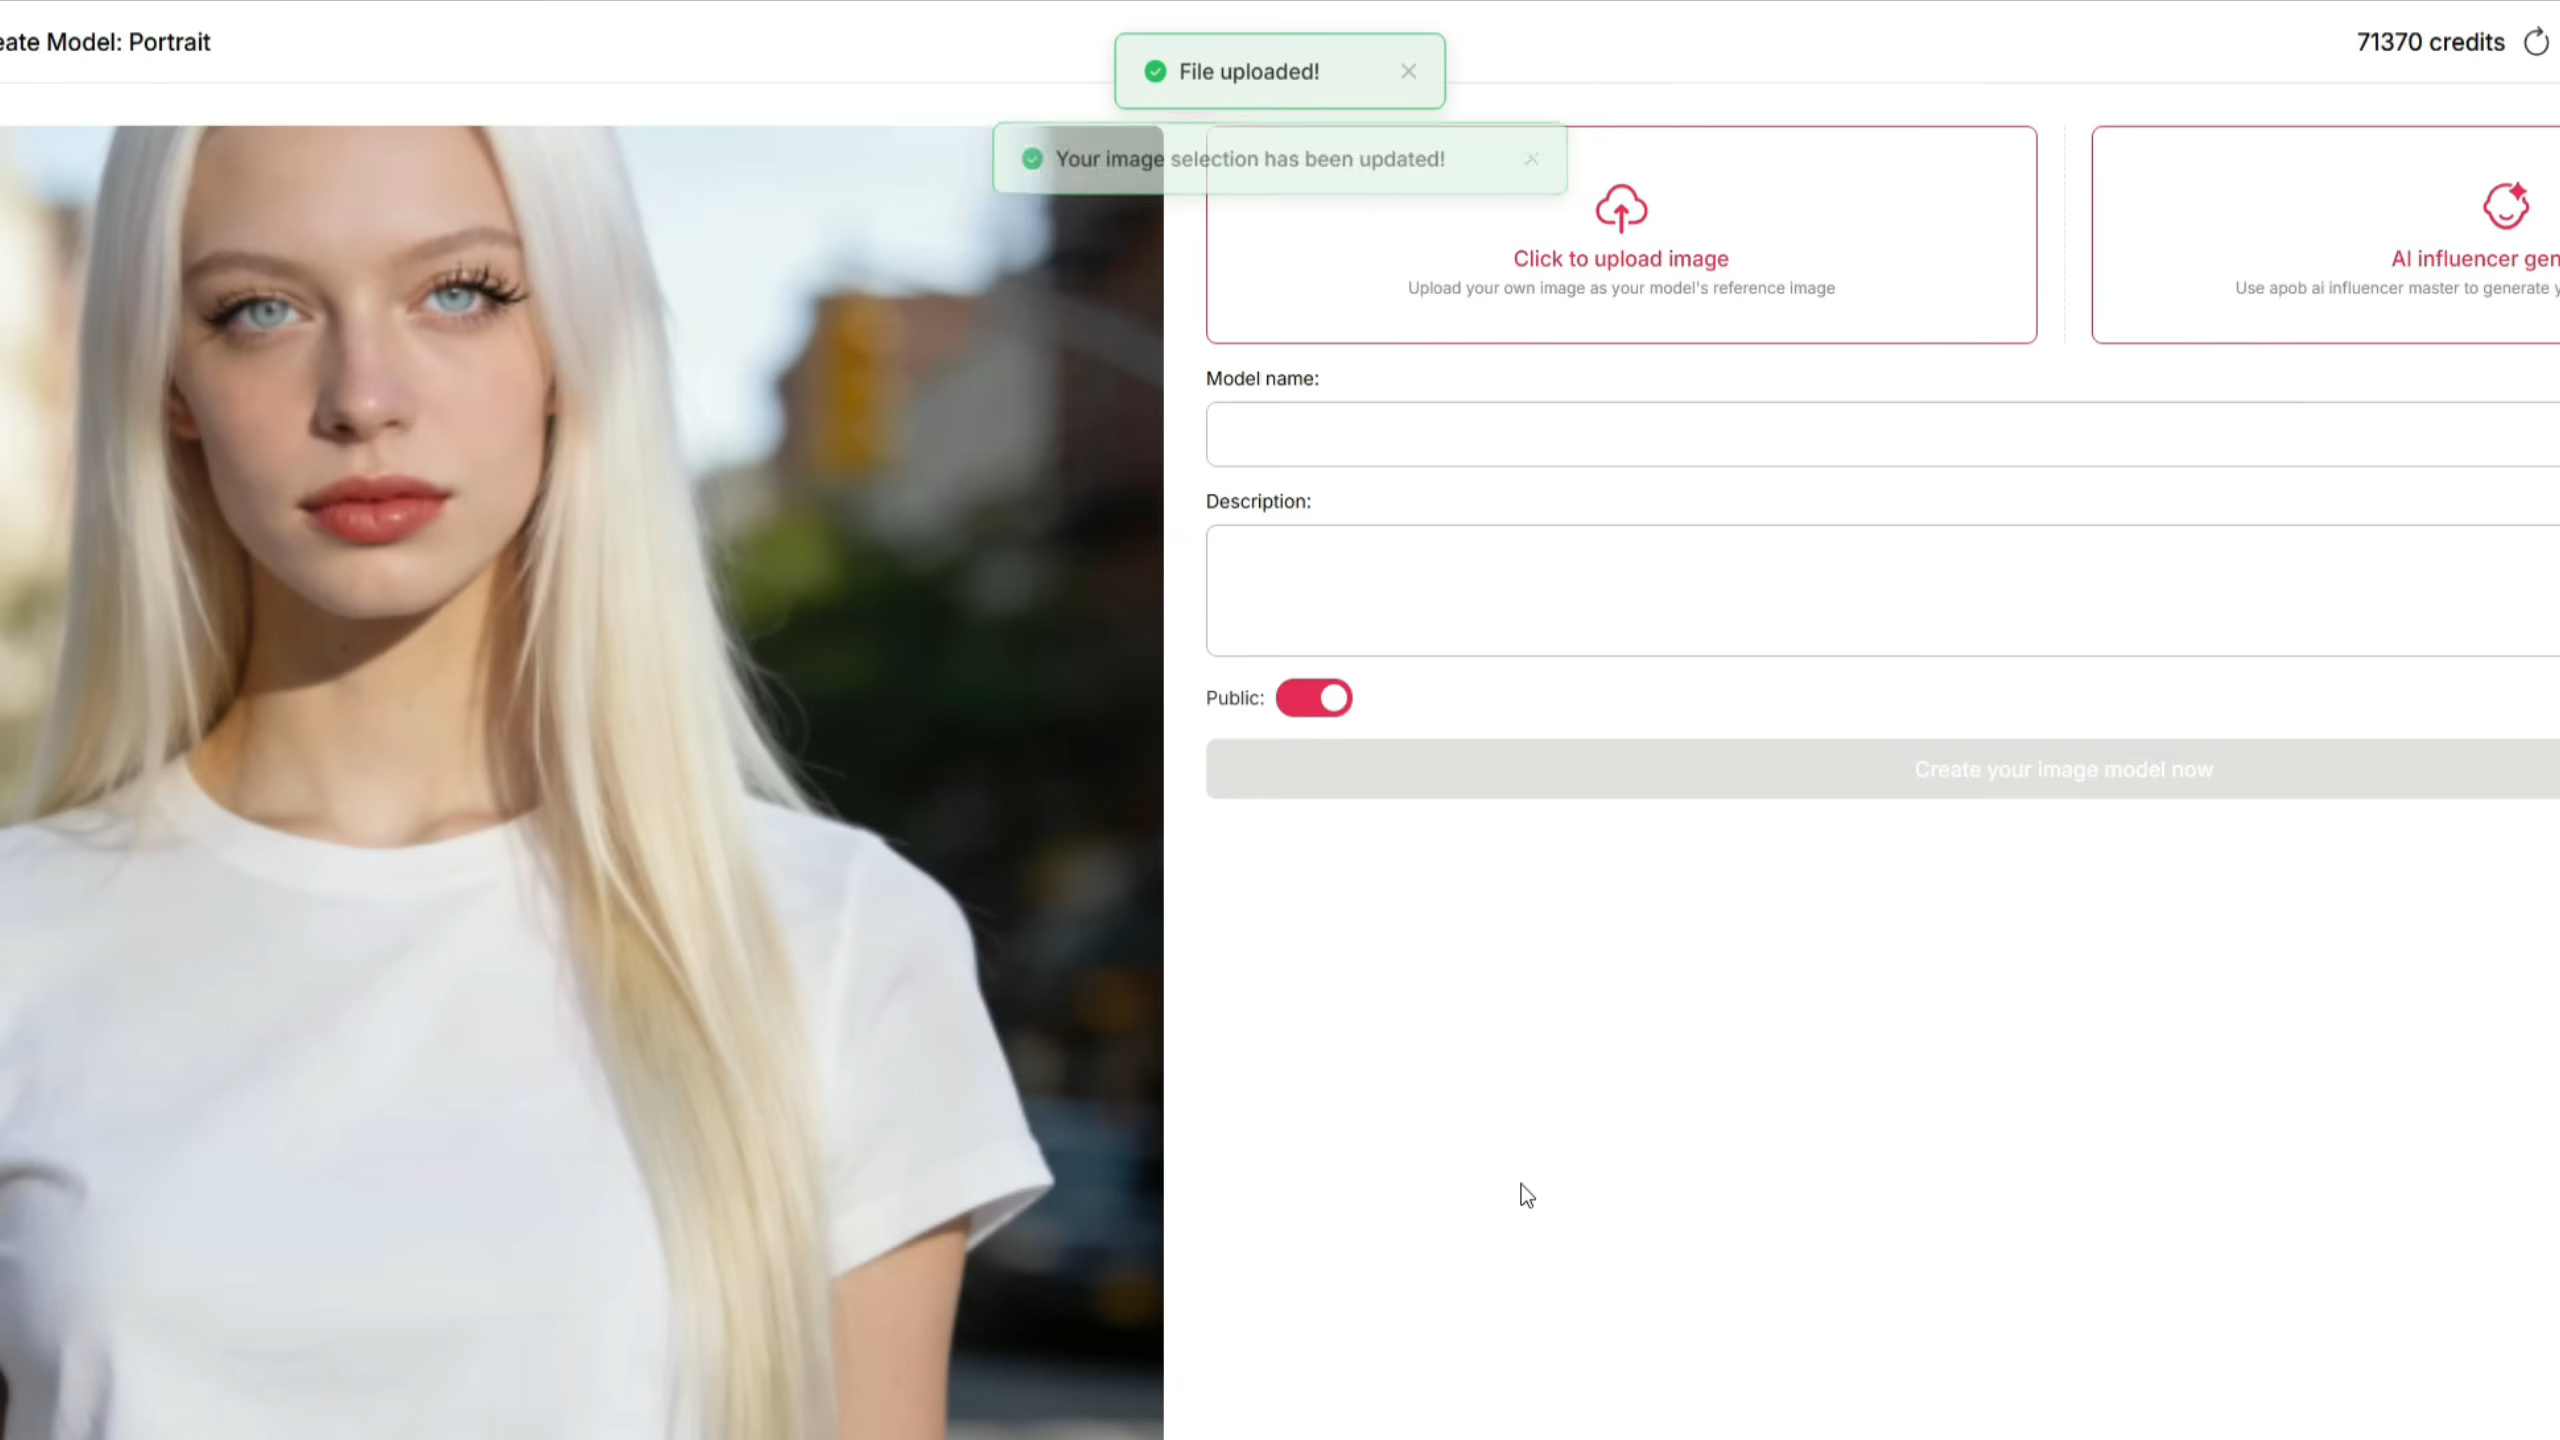 eate Model: Portrait
71370 credits
File uploaded!
Your image selection has been updated!
Click to upload image
Upload your own image as your model's reference image
AI influencer gen
Use apob ai influencer master to generate y
Model name:
Description:
Public:
Create your image model now